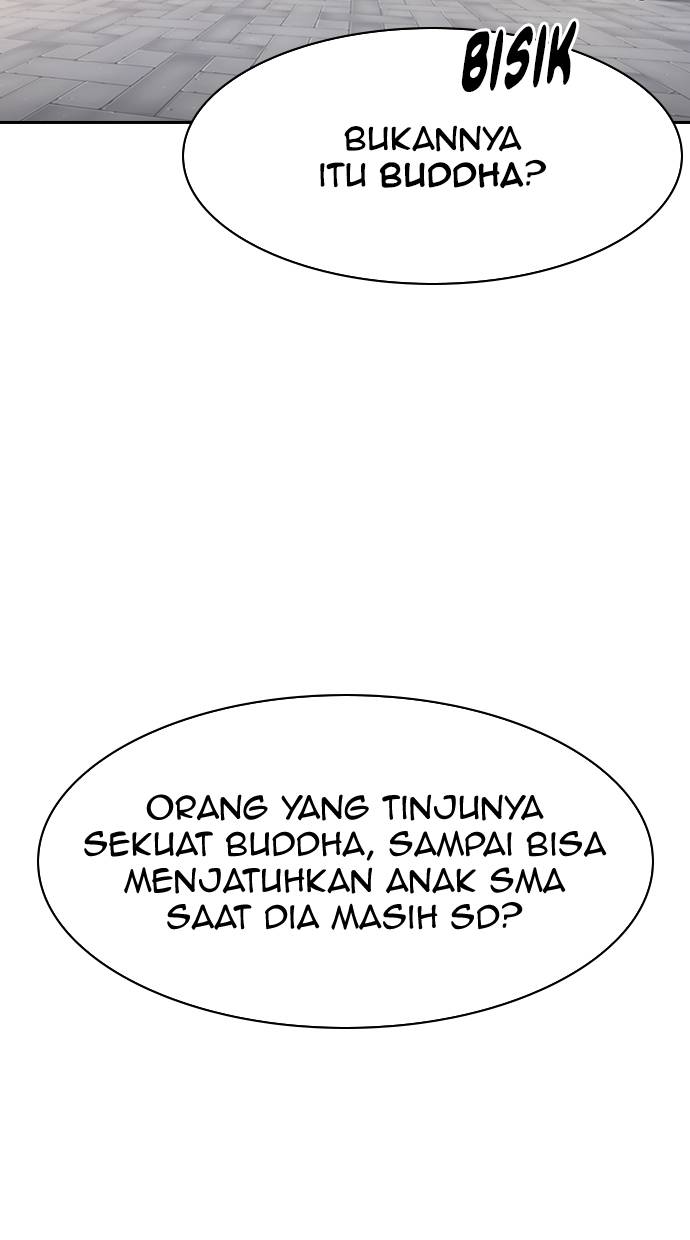 BISIK
BUKANNYA
ITU BUDDHA?
ORANG YANG TINJUNYA
SEKUAT BUDDHA, SAMPAI BISA
MENJATUHKAN ANAK SMA
SAAT DIA MASIH SD?